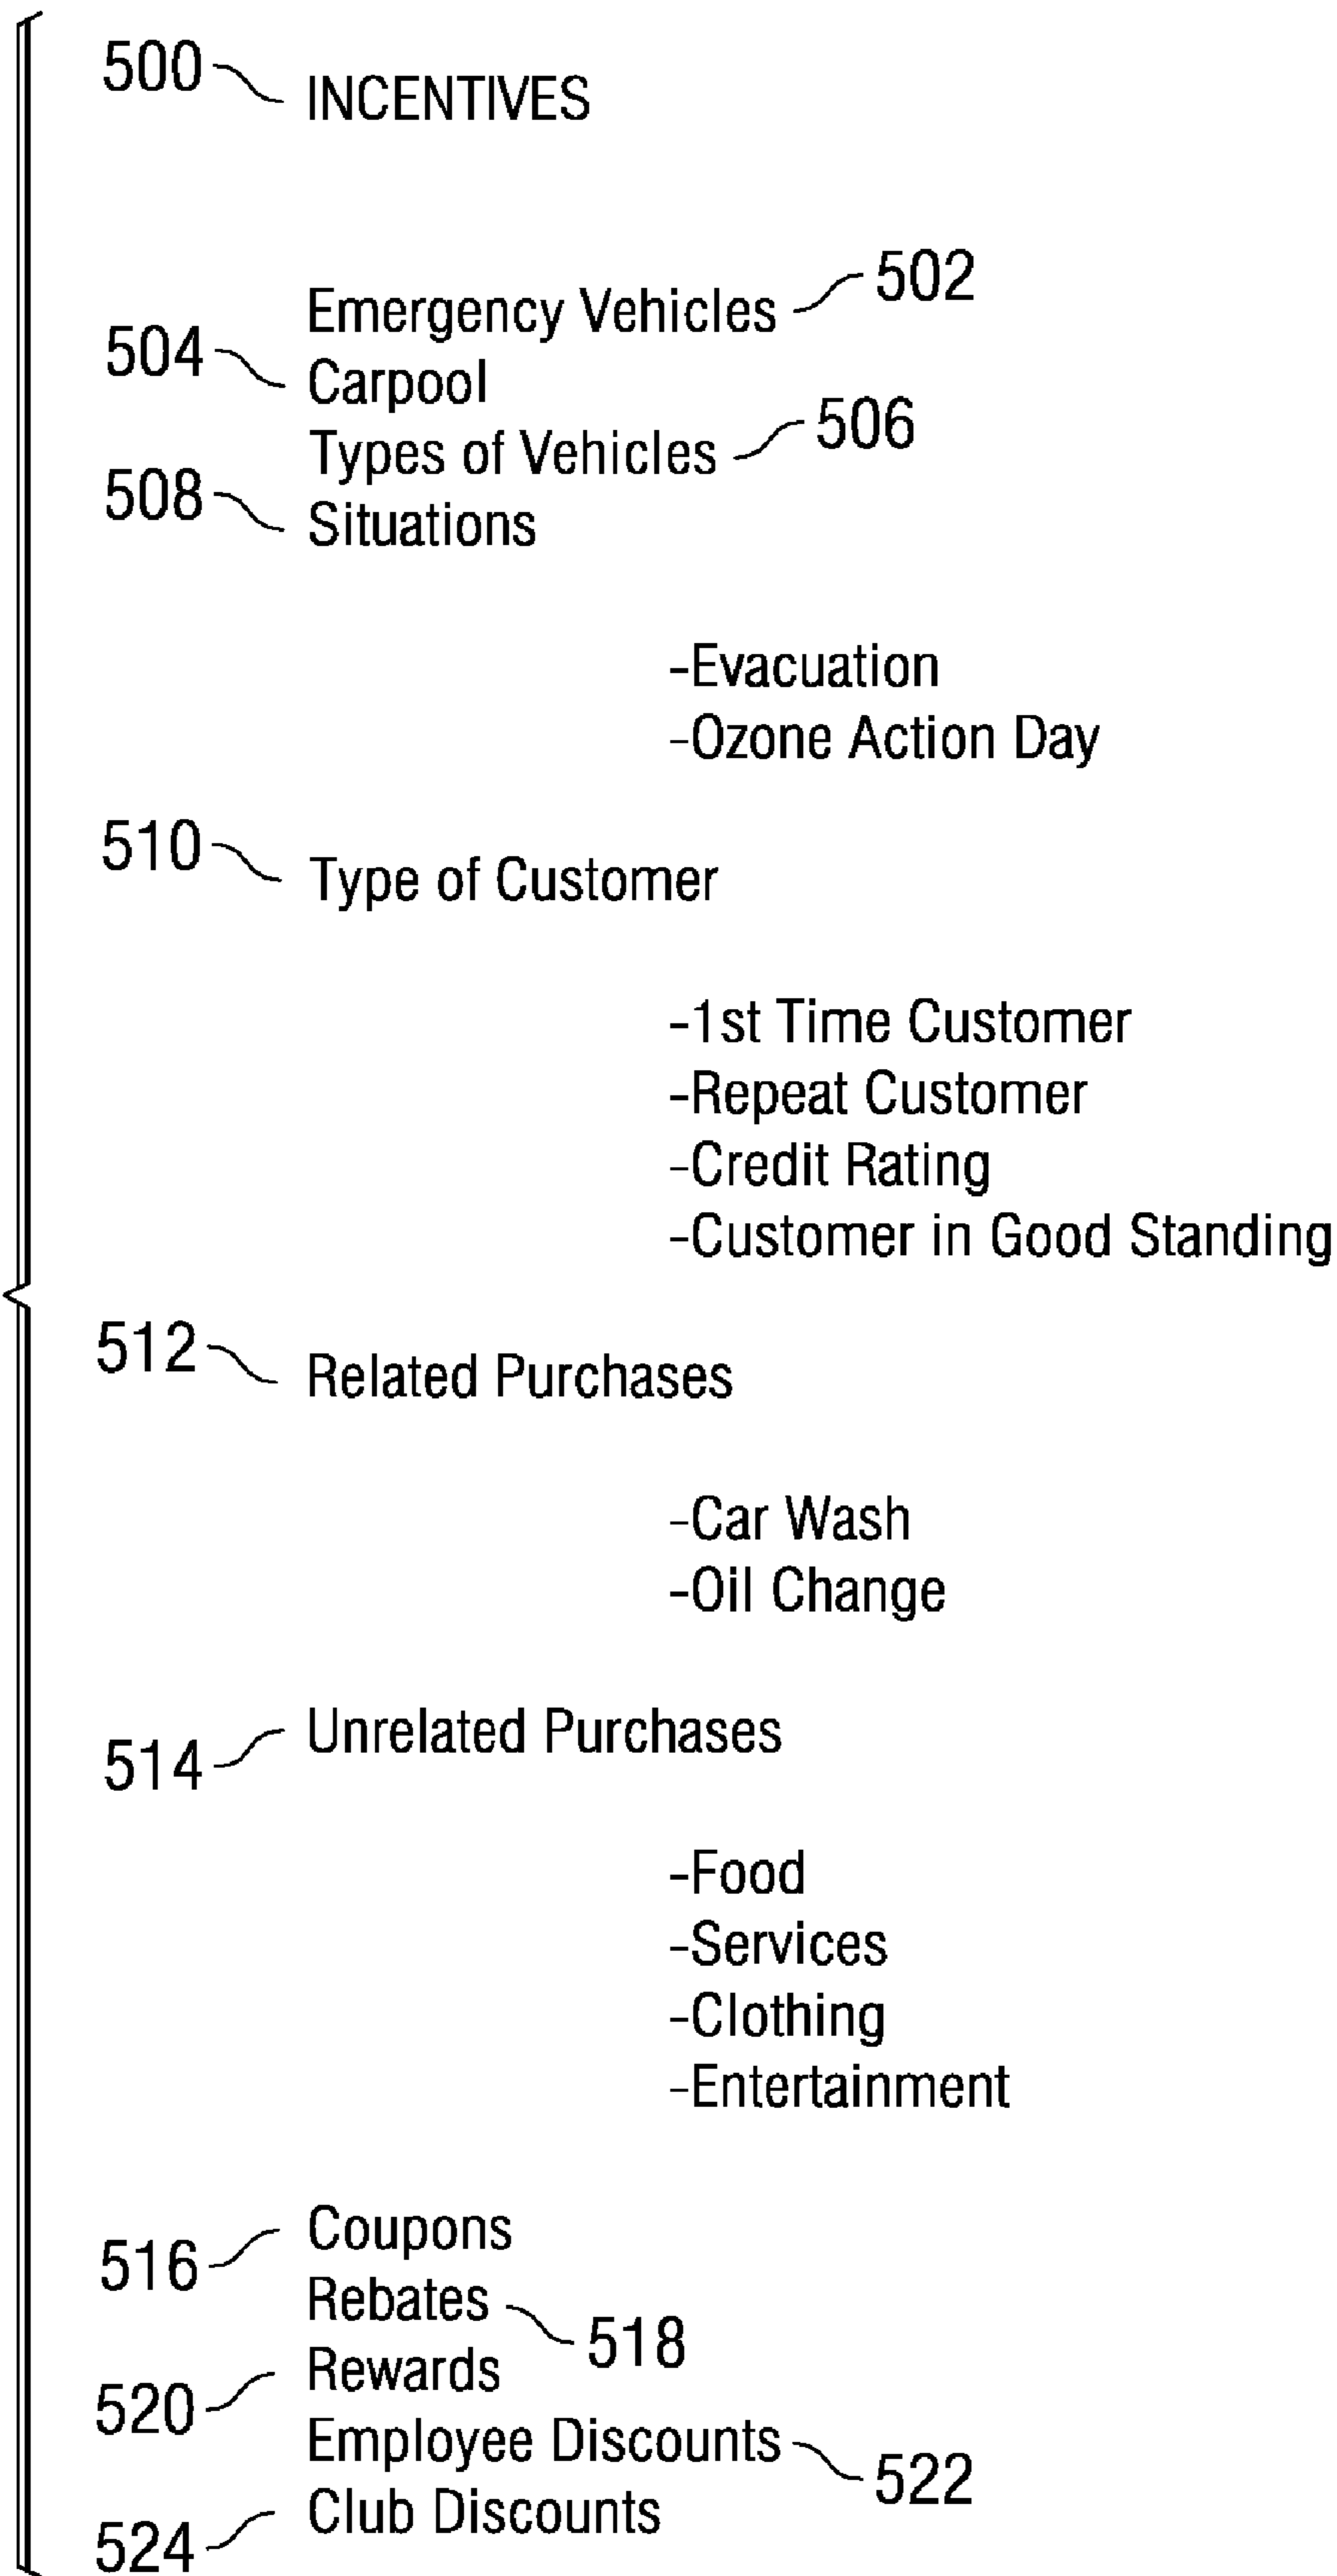 500 INCENTIVES
Emergency Vehicles 502
504 Carpool
Types of Vehicles 506
508 Situations
-Evacuation
-Ozone Action Day
510 Type of Customer
-1st Time Customer
-Repeat Customer
-Credit Rating
-Customer in Good Standing
512 Related Purchases
-Car Wash
-Oil Change
514 Unrelated Purchases
-Food
-Services
-Clothing
-Entertainment
516 Coupons
Rebates 518
520 Rewards
Employee Discounts 522
524 Club Discounts